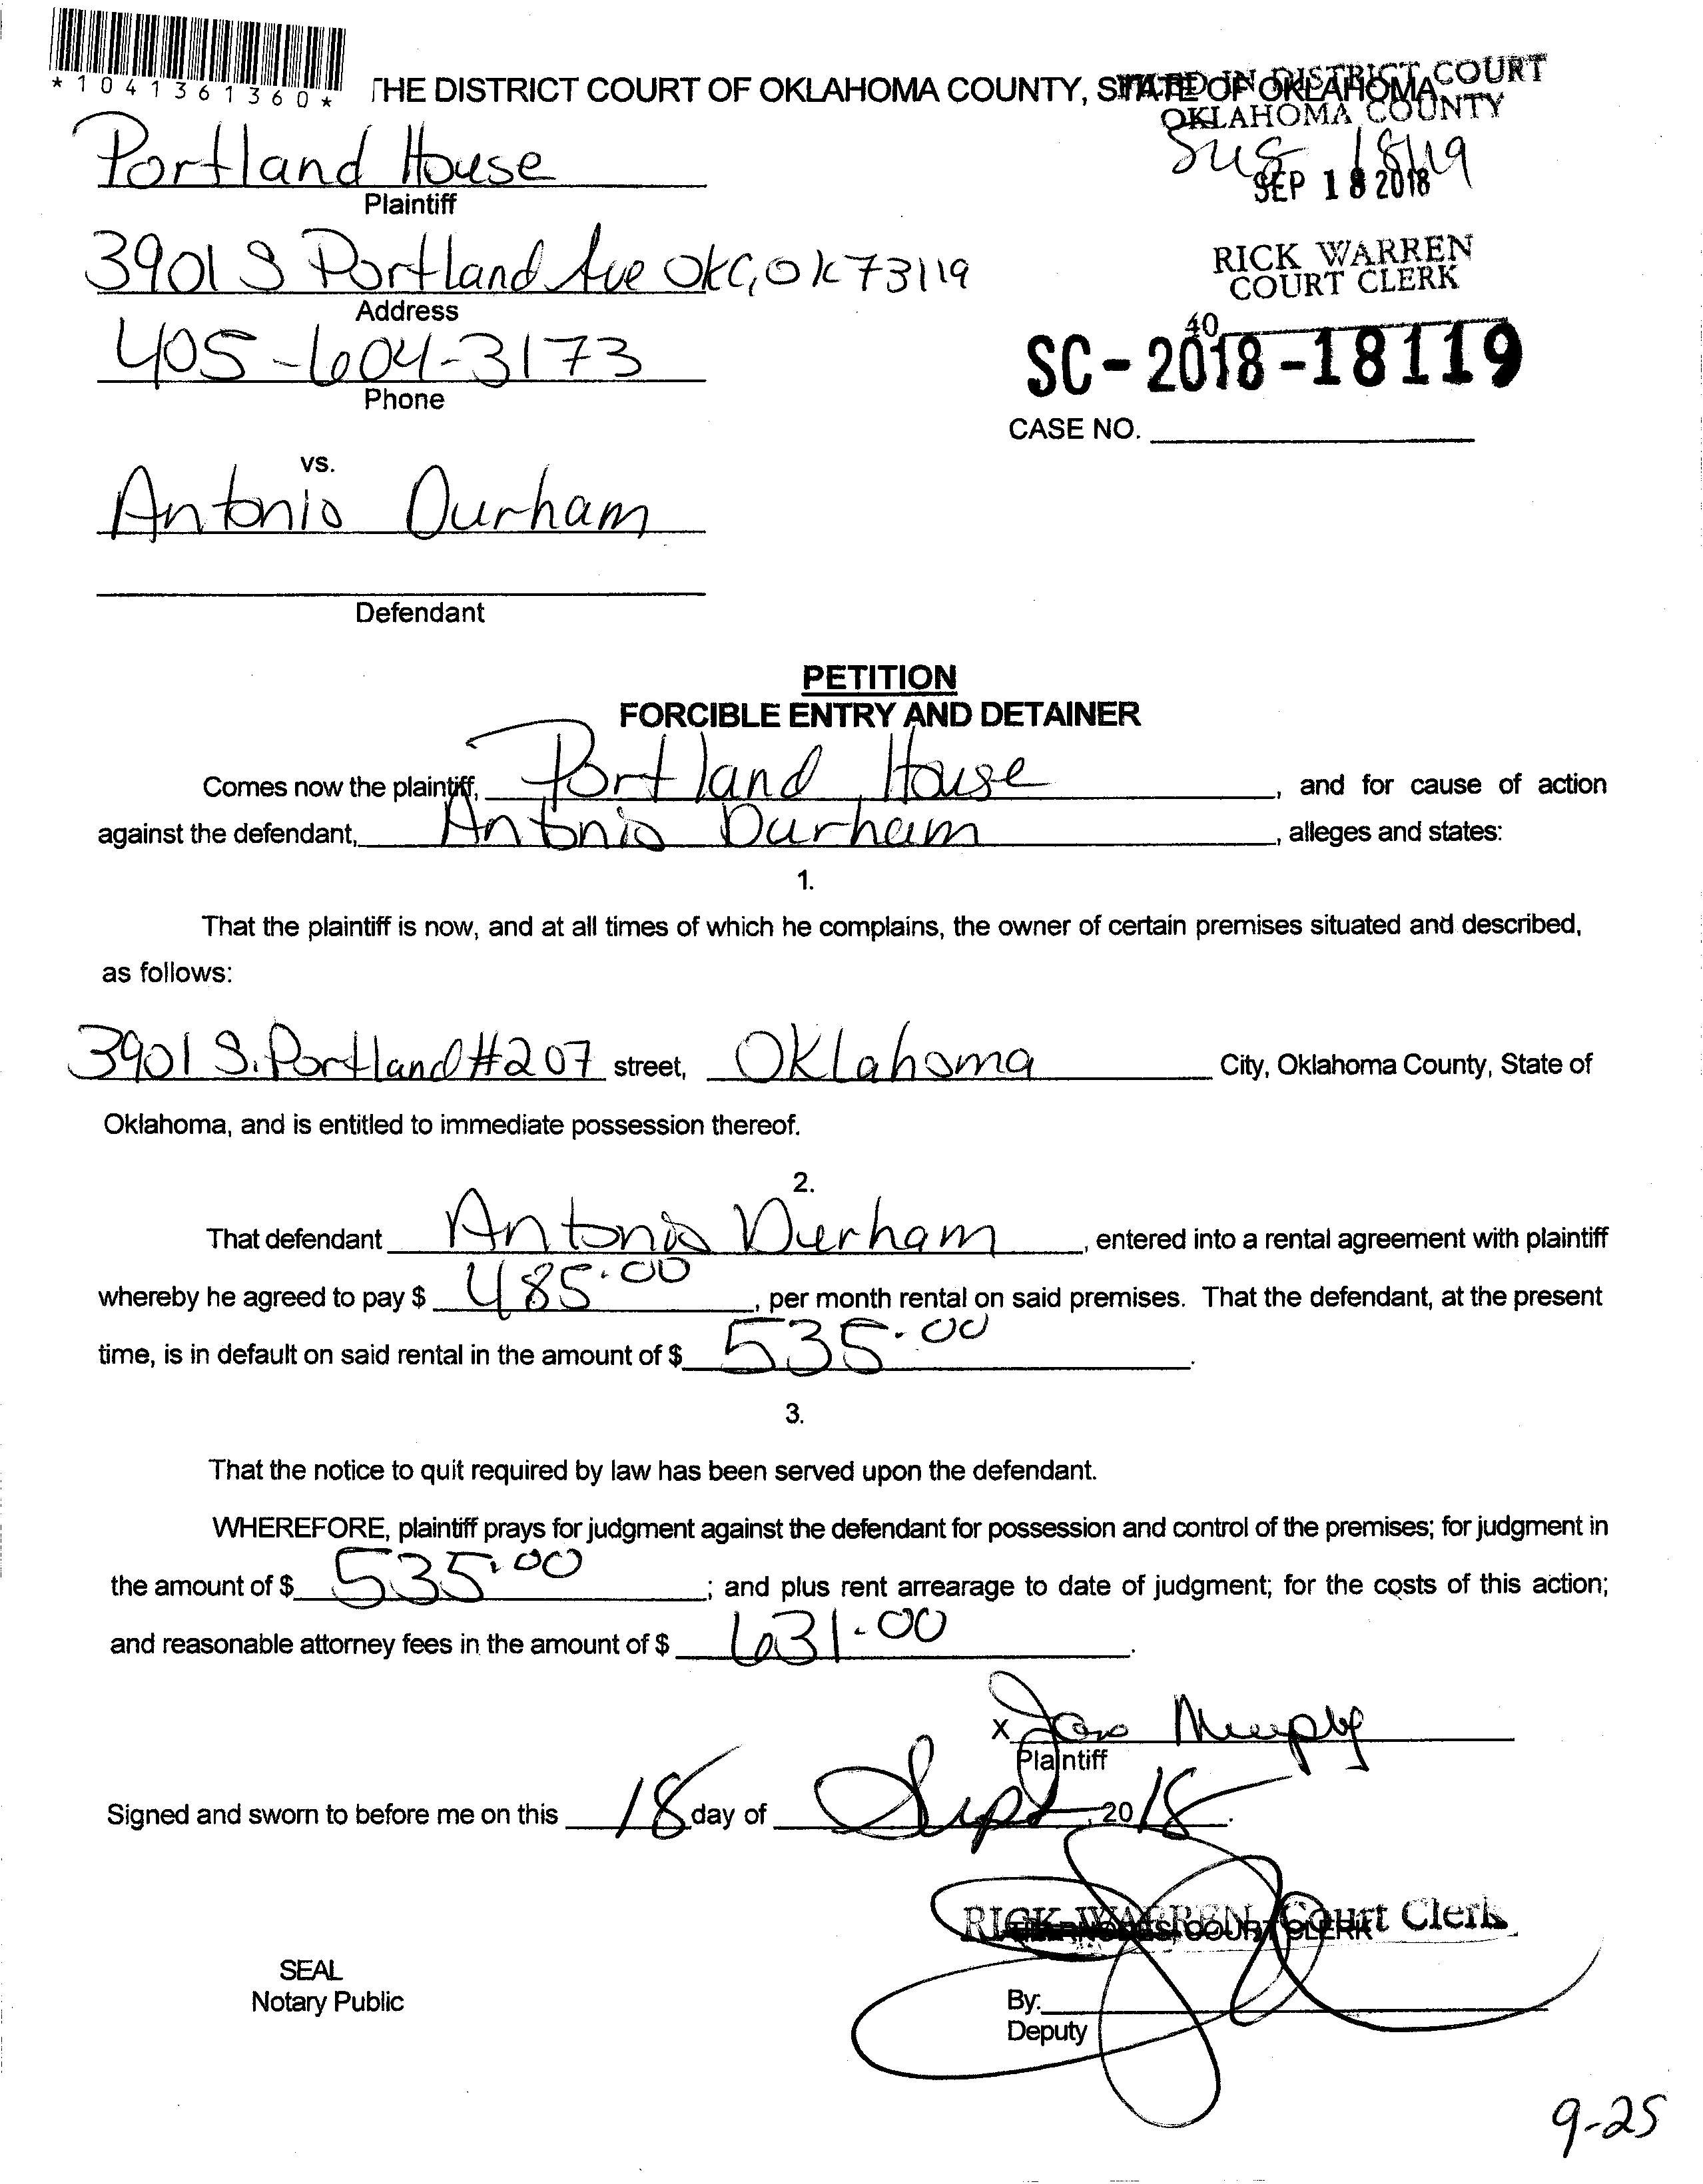 *1041361360*
THE DISTRICT COURT OF OKLAHOMA COUNTY, STATE OF OKLAHOMA
IN DISTRICT COURT
OKLAHOMA COUNTY
Portland House
SEP 18 2018
Plaintiff
3901 S Portland Ave OKC, OK 73119
RICK WARREN
COURT CLERK
Address
40
405-604-3173
SC-2018-18119
Phone
CASE NO.
vs.
Antonio Durham
Defendant
PETITION
FORCIBLE ENTRY AND DETAINER
Comes now the plaintiff, Portland House, and for cause of action
against the defendant, Antonio Durham, alleges and states:
1.
That the plaintiff is now, and at all times of which he complains, the owner of certain premises situated and described,
as follows:
3901 S. Portland #207 street, Oklahoma City, Oklahoma County, State of
Oklahoma, and is entitled to immediate possession thereof.
2.
That defendant Antonio Durham, entered into a rental agreement with plaintiff
whereby he agreed to pay $ 485.00, per month rental on said premises. That the defendant, at the present
time, is in default on said rental in the amount of $ 535.00.
3.
That the notice to quit required by law has been served upon the defendant.
WHEREFORE, plaintiff prays for judgment against the defendant for possession and control of the premises; for judgment in
the amount of $ 535.00; and plus rent arrearage to date of judgment; for the costs of this action;
and reasonable attorney fees in the amount of $ 631.00.
x Murphy
Plaintiff
Signed and sworn to before me on this 18 day of Sept, 2018.
RICK WARREN, Court Clerk
COURT CLERK
SEAL
Notary Public
By:
Deputy
9-25